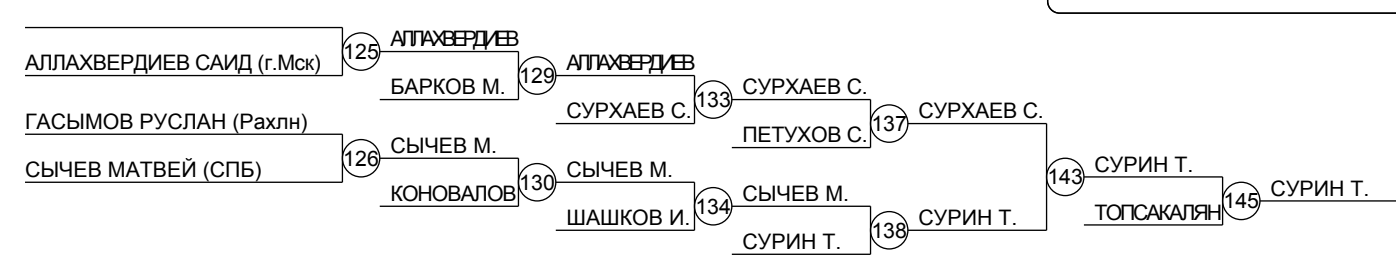 АЛЛАХВЕРДИЕВ САИД (г.Мск)
125
АЛЛАХВЕРДИЕВ
БАРКОВ М.
129
АЛЛАХВЕРДИЕВ
СУРХАЕВ С.
133
СУРХАЕВ С.
ПЕТУХОВ С.
137
СУРХАЕВ С.
ГАСЫМОВ РУСЛАН (Рахлн)
СЫЧЕВ МАТВЕЙ (СПБ)
126
СЫЧЕВ М.
КОНОВАЛОВ
130
СЫЧЕВ М.
ШАШКОВ И.
134
СЫЧЕВ М.
СУРИН Т.
138
СУРИН Т.
143
СУРИН Т.
ТОПСАКАЛЯН
145
СУРИН Т.